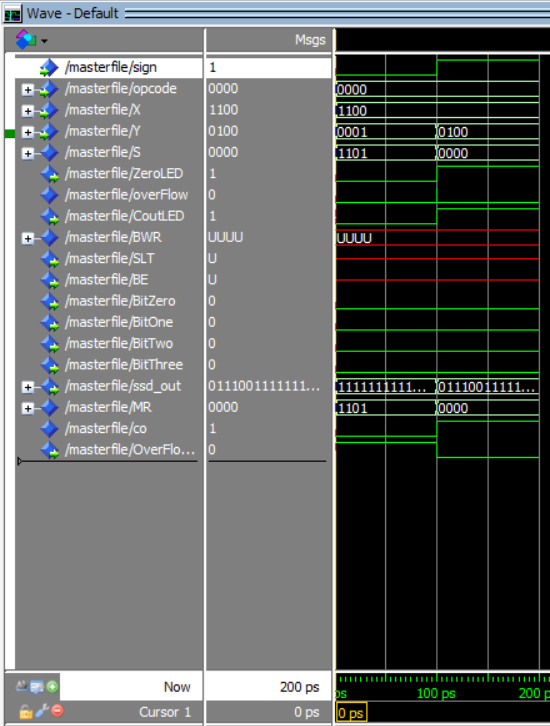 Wave - Default
Msgs
/masterfile/sign 1
/masterfile/opcode 0000 0000
/masterfile/X 1100 1100
/masterfile/Y 0100 0001 0100
/masterfile/S 0000 1101 0000
/masterfile/ZeroLED 1
/masterfile/overFlow 0
/masterfile/CoutLED 1
/masterfile/BWR UUUU UUUU
/masterfile/SLT U
/masterfile/BE U
/masterfile/BitZero 0
/masterfile/BitOne 0
/masterfile/BitTwo 0
/masterfile/BitThree 0
/masterfile/ssd_out 0111001111111... 1111111111... 01110011111...
/masterfile/MR 0000 1101 0000
/masterfile/co 1
/masterfile/OverFlo... 0
Now 200 ps ps 100 ps 200 p
Cursor 1 0 ps 0 ps